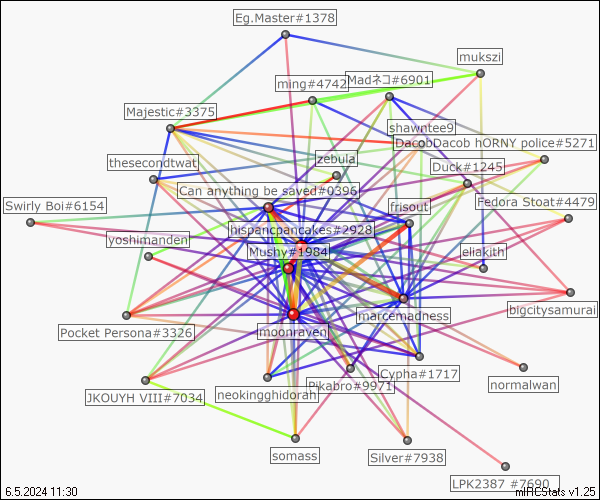 Eg.Master#1378
mukszi
ming#4742
Madネコ#6901
Majestic#3375
shawntee9
DacobDacob hORNY police#5271
thesecondtwat
zebula
Duck#1245
Can anything be saved#0396
Swirly Boi#6154
frisout
Fedora Stoat#4479
hispancpancakes#2928
yoshimanden
Mushy#1984
eliakith
bigcitysamurai
marcemadness
Pocket Persona#3326
moonraven
Cypha#1717
normalwan
JKOUYH VIII#7034
neokingghidorah
Pikabro#9971
somass
Silver#7938
LPK2387 #7690
6.5.2024 11:30
mIRCStats v1.25